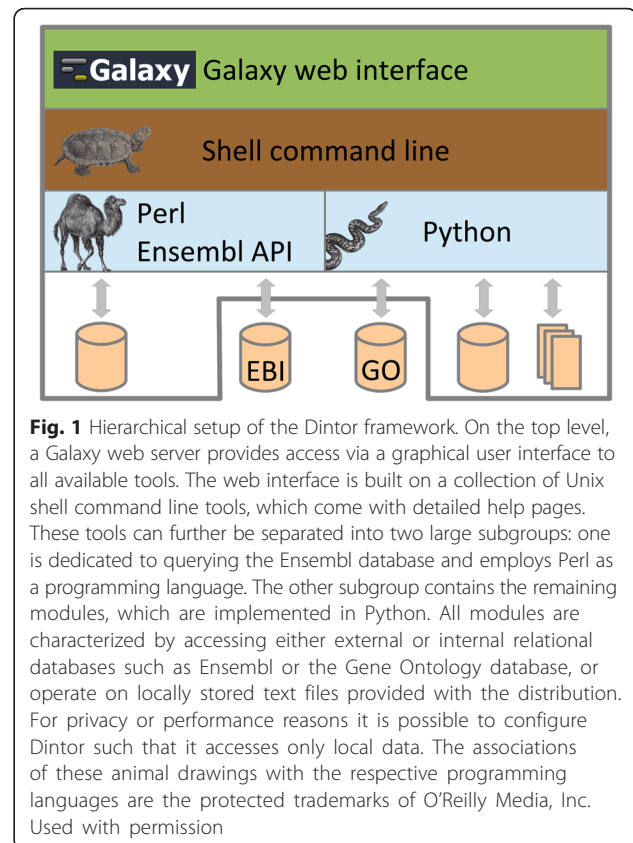 Galaxy Galaxy web interface
Shell command line
Perl
Ensembl API
Python
EBI
GO
Fig. 1 Hierarchical setup of the Dintor framework. On the top level,
a Galaxy web server provides access via a graphical user interface to
all available tools. The web interface is built on a collection of Unix
shell command line tools, which come with detailed help pages.
These tools can further be separated into two large subgroups: one
is dedicated to querying the Ensembl database and employs Perl as
a programming language. The other subgroup contains the remaining
modules, which are implemented in Python. All modules are
characterized by accessing either external or internal relational
databases such as Ensembl or the Gene Ontology database, or
operate on locally stored text files provided with the distribution.
For privacy or performance reasons it is possible to configure
Dintor such that it accesses only local data. The associations
of these animal drawings with the respective programming
languages are the protected trademarks of O'Reilly Media, Inc.
Used with permission